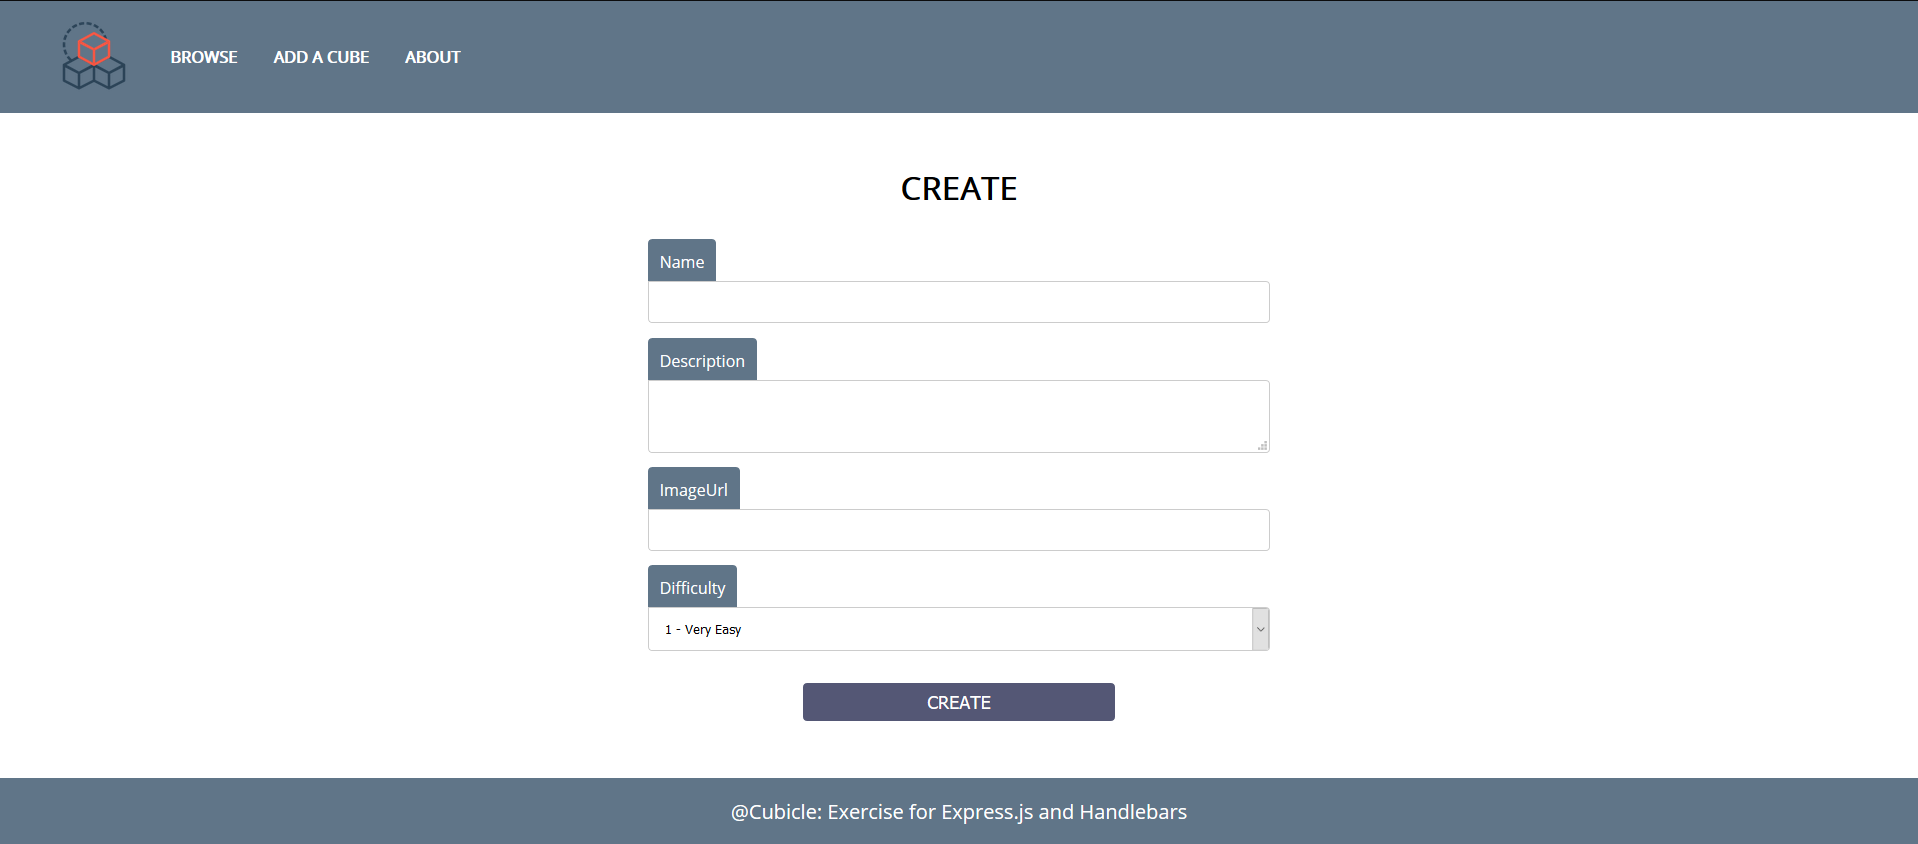 BROWSE ADD A CUBE ABOUT
CREATE
Name
Description
ImageUrl
Difficulty
1 - Very Easy
CREATE
@Cubicle: Exercise for Express.js and Handlebars